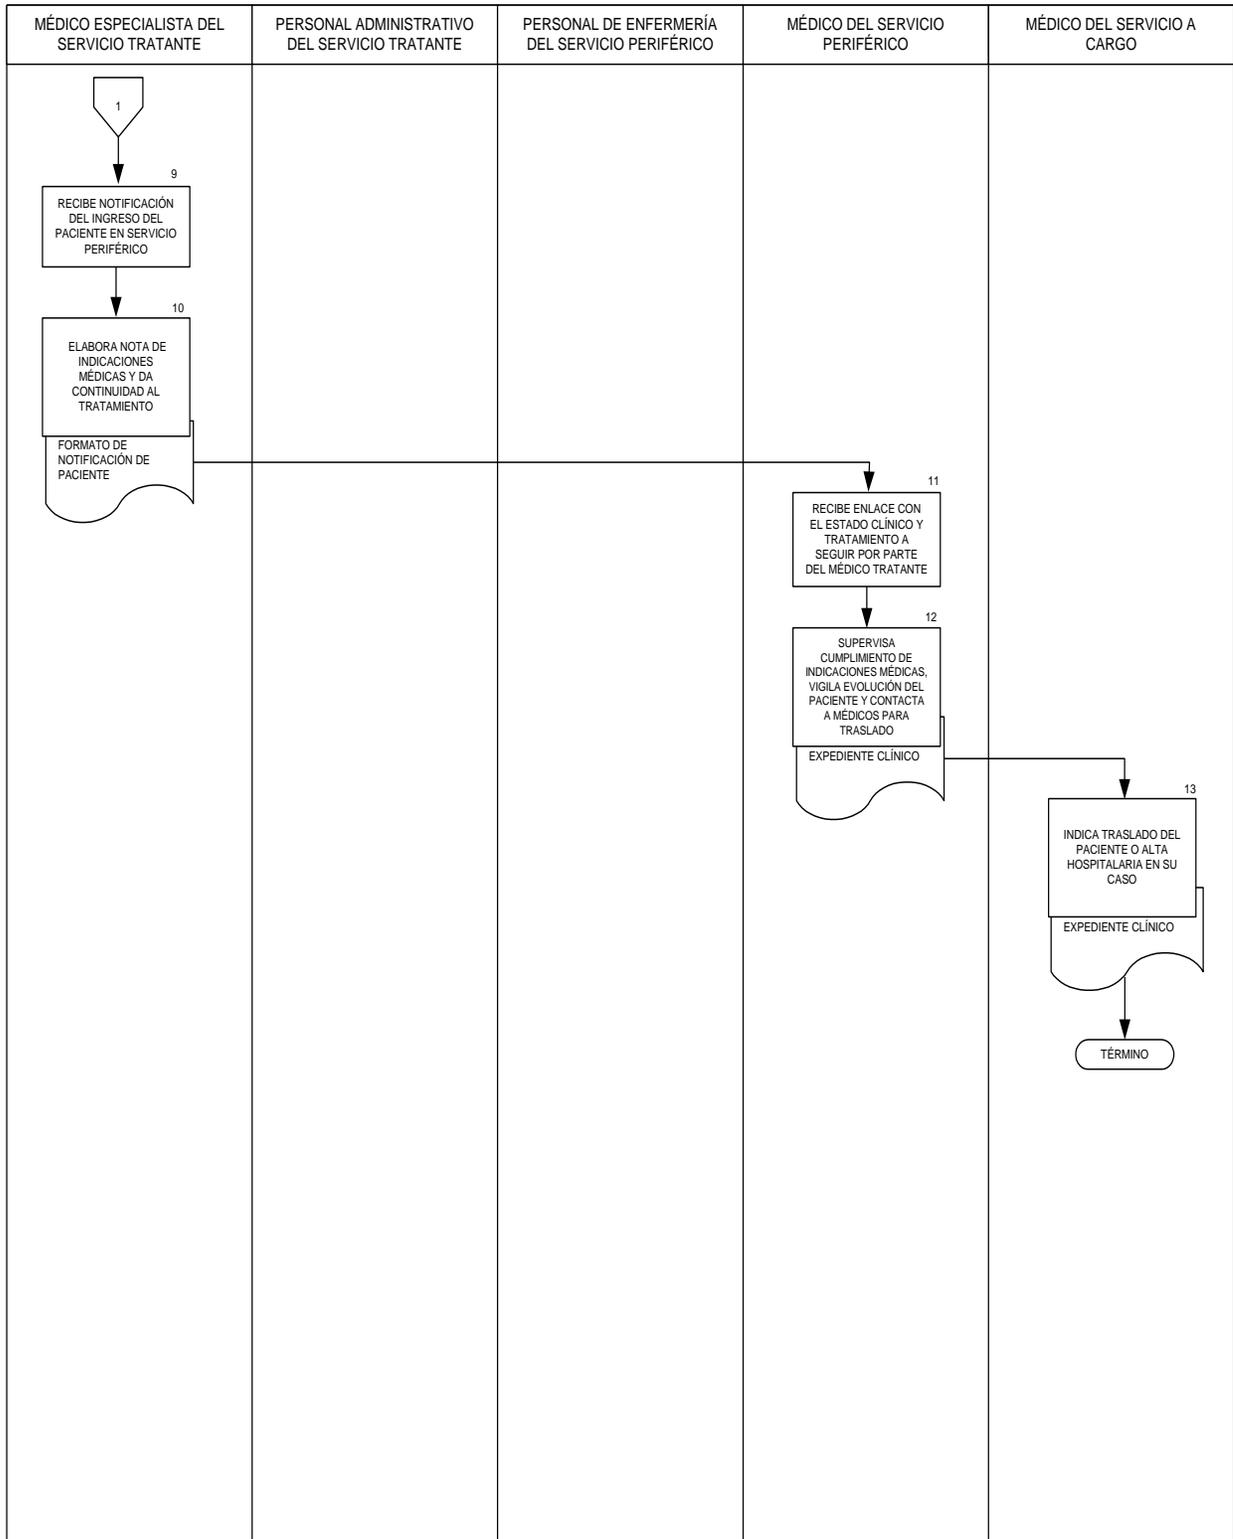 MÉDICO ESPECIALISTA DEL
SERVICIO TRATANTE
PERSONAL ADMINISTRATIVO
DEL SERVICIO TRATANTE
PERSONAL DE ENFERMERÍA
DEL SERVICIO PERIFÉRICO
MÉDICO DEL SERVICIO
PERIFÉRICO
MÉDICO DEL SERVICIO A
CARGO
1
9
RECIBE NOTIFICACIÓN
DEL INGRESO DEL
PACIENTE EN SERVICIO
PERIFÉRICO
10
ELABORA NOTA DE
INDICACIONES
MÉDICAS Y DA
CONTINUIDAD AL
TRATAMIENTO
FORMATO DE
NOTIFICACIÓN DE
PACIENTE
11
RECIBE ENLACE CON
EL ESTADO CLÍNICO Y
TRATAMIENTO A
SEGUIR POR PARTE
DEL MÉDICO TRATANTE
12
SUPERVISA
CUMPLIMIENTO DE
INDICACIONES MÉDICAS,
VIGILA EVOLUCIÓN DEL
PACIENTE Y CONTACTA
A MÉDICOS PARA
TRASLADO
EXPEDIENTE CLÍNICO
13
INDICA TRASLADO DEL
PACIENTE O ALTA
HOSPITALARIA EN SU
CASO
EXPEDIENTE CLÍNICO
TÉRMINO